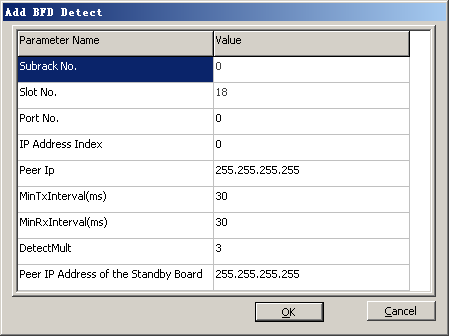 Add BFD Detect
Parameter Name Value
Subrack No. 0
Slot No. 18
Port No. 0
IP Address Index 0
Peer Ip 255.255.255.255
MinTxInterval(ms) 30
MinRxInterval(ms) 30
DetectMult 3
Peer IP Address of the Standby Board 255.255.255.255
OK Cancel